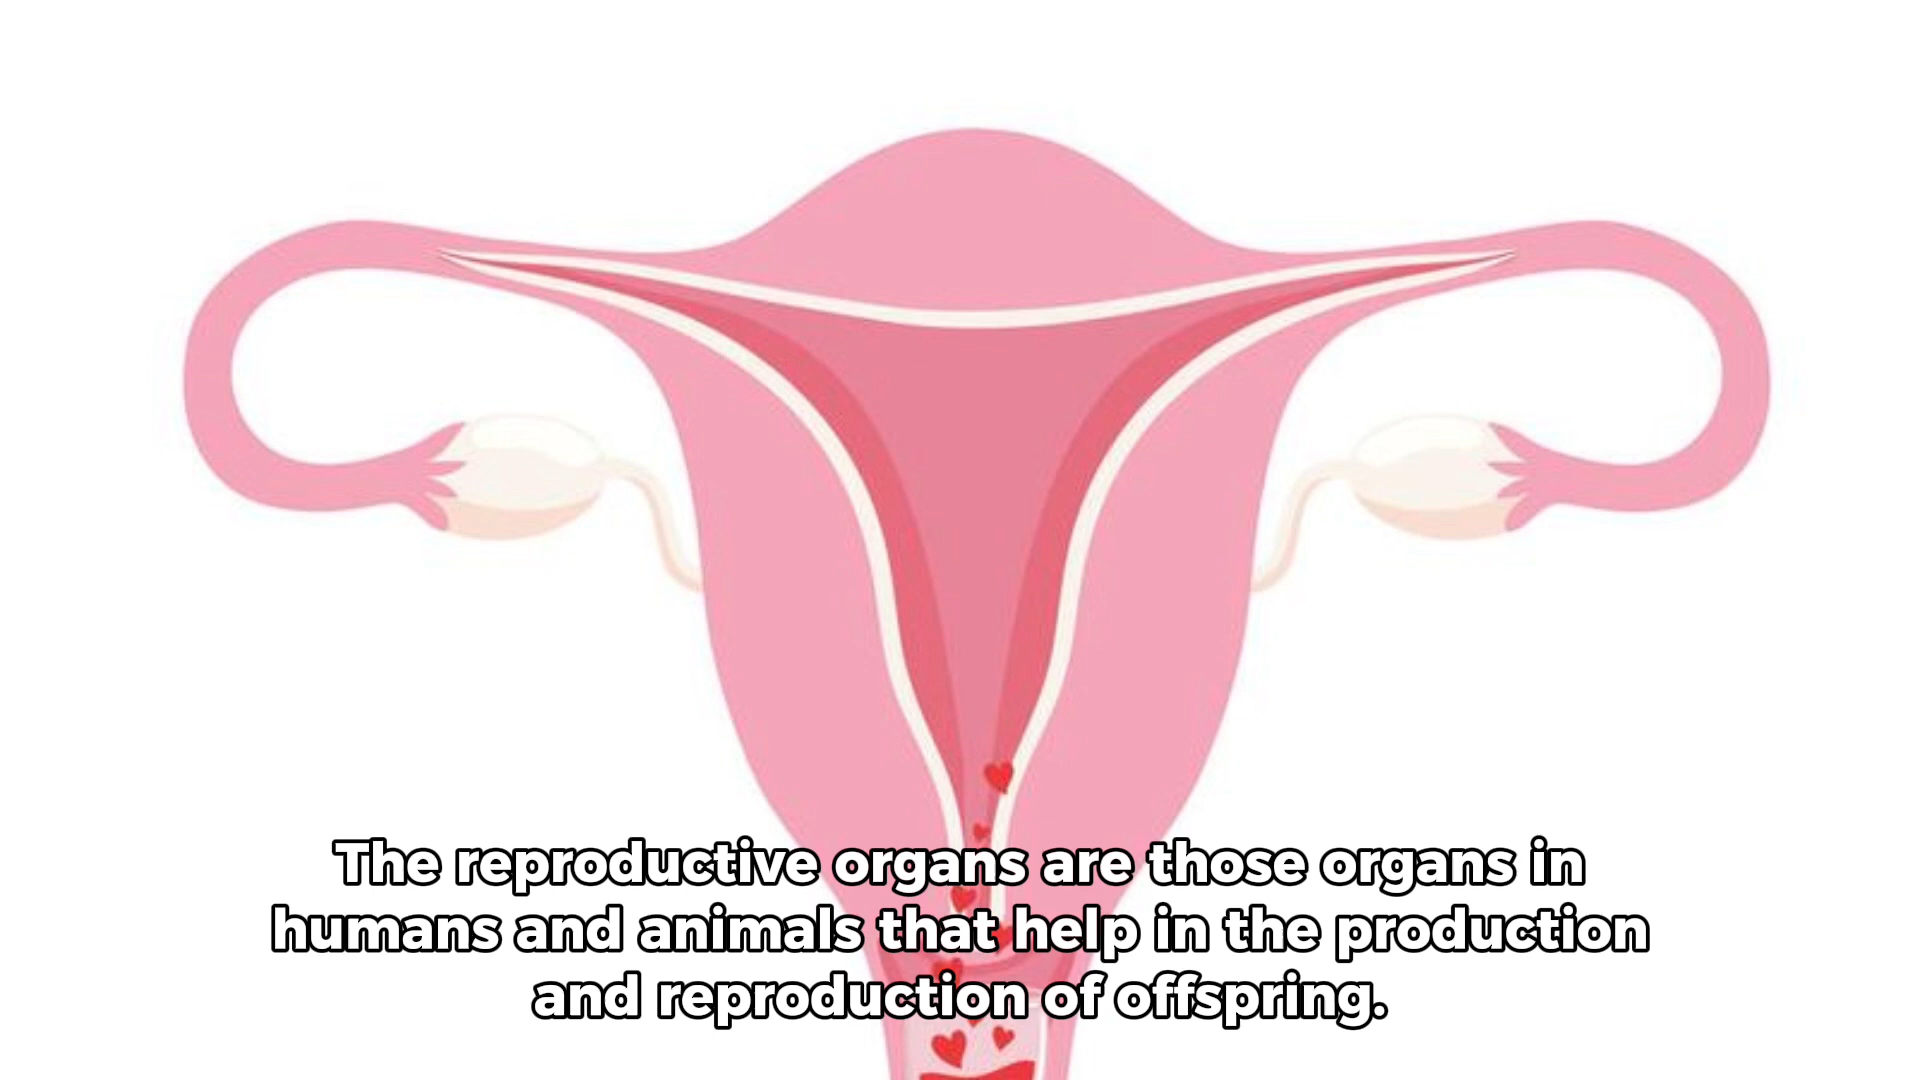 The reproductive organs are those organs in
humans and animals that help in the production
and reproduction of offspring.